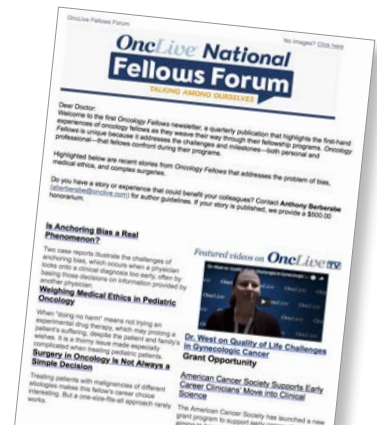 OncLive Fellows Forum
No Images? Click here
OncLive National
Fellows Forum
TALKING AMONG OURSELVES
Dear Doctor:
Welcome to the first Oncology Fellows newsletter, a quarterly publication that highlights the first-hand
experiences of oncology fellows as they weave their way through their fellowship programs. Oncology
Fellows is unique because it addresses the challenges and milestones—both personal and
professional—that fellows confront during their programs.
Highlighted below are recent stories from Oncology Fellows that addresses the problem of bias,
medical ethics, and complex surgeries.
Do you have a story or experience that could benefit your colleagues? Contact Anthony Berberabe
(aberberabe@onclive.com) for author guidelines. If your story is published, we provide a $500.00
honorarium.
Is Anchoring Bias a Real
Phenomenon?
Two case reports illustrate the challenges of
anchoring bias, which occurs when a physician
locks onto a clinical diagnosis too early, often by
basing those decisions on information provided by
another physician.
Weighing Medical Ethics in Pediatric
Oncology
When "doing no harm" means not trying an
experimental drug therapy, which may prolong a
patient's suffering, despite the patient and family's
wishes. It is a thorny issue made especially
complicated when treating pediatric patients.
Surgery in Oncology Is Not Always a
Simple Decision
Treating patients with malignancies of different
etiologies makes this fellow's career choice
interesting. But a one-size-fits-all approach rarely
works.
Featured videos on OncLive TV
Dr. West on Quality of Life Challenges
in Gynecologic Cancer
Grant Opportunity
American Cancer Society Supports Early
Career Clinicians' Move into Clinical
Science
The American Cancer Society has launched a new
grant program to support early